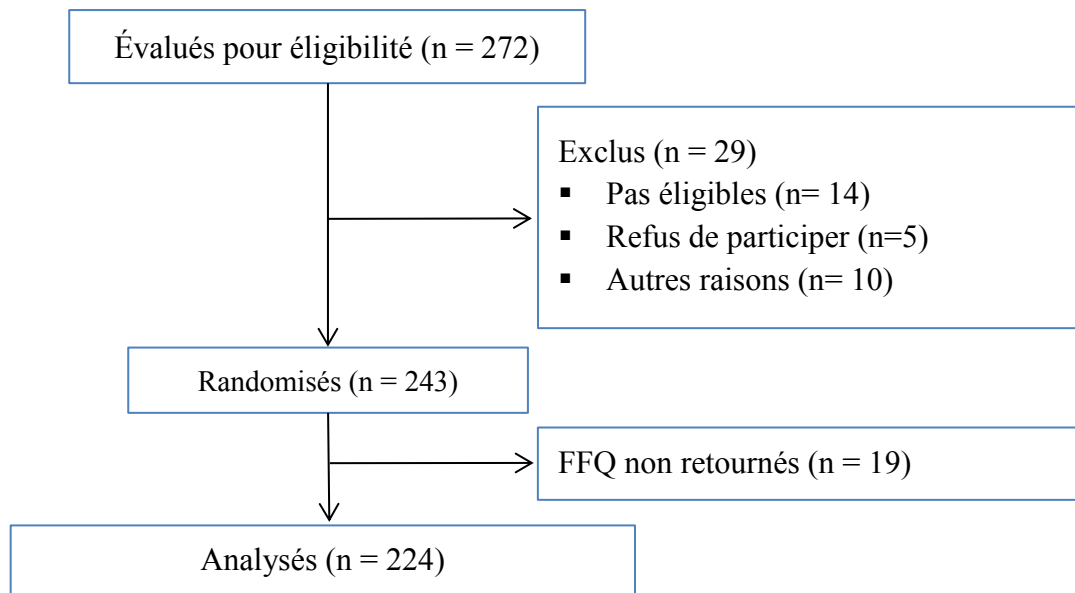 Évalués pour éligibilité (n = 272)
Exclus (n = 29)
▪ Pas éligibles (n= 14)
▪ Refus de participer (n=5)
▪ Autres raisons (n= 10)
Randomisés (n = 243)
FFQ non retournés (n = 19)
Analysés (n = 224)